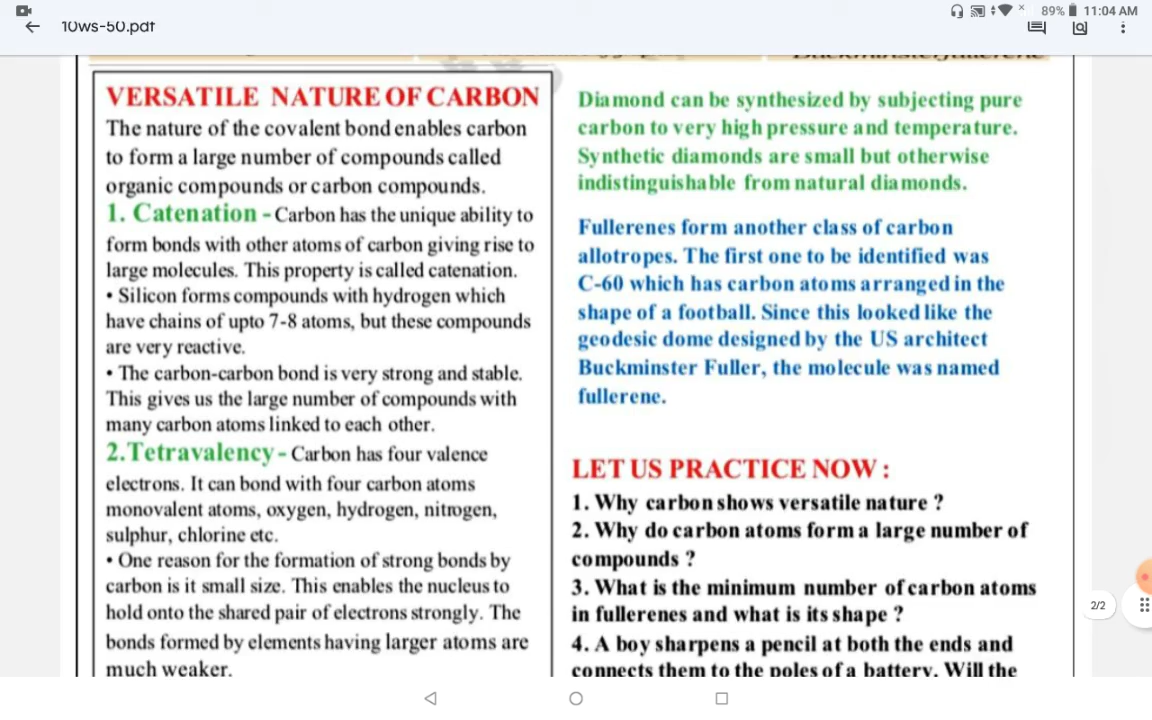 89% 11:04 AM
10ws-50.pdf
VERSATILE NATURE OF CARBON
The nature of the covalent bond enables carbon
to form a large number of compounds called
organic compounds or carbon compounds.
1. Catenation - Carbon has the unique ability to
form bonds with other atoms of carbon giving rise to
large molecules. This property is called catenation.
• Silicon forms compounds with hydrogen which
have chains of upto 7-8 atoms, but these compounds
are very reactive.
• The carbon-carbon bond is very strong and stable.
This gives us the large number of compounds with
many carbon atoms linked to each other.
2.Tetravalency - Carbon has four valence
electrons. It can bond with four carbon atoms
monovalent atoms, oxygen, hydrogen, nitrogen,
sulphur, chlorine etc.
• One reason for the formation of strong bonds by
carbon is it small size. This enables the nucleus to
hold onto the shared pair of electrons strongly. The
bonds formed by elements having larger atoms are
much weaker.
Diamond can be synthesized by subjecting pure
carbon to very high pressure and temperature.
Synthetic diamonds are small but otherwise
indistinguishable from natural diamonds.
Fullerenes form another class of carbon
allotropes. The first one to be identified was
C-60 which has carbon atoms arranged in the
shape of a football. Since this looked like the
geodesic dome designed by the US architect
Buckminster Fuller, the molecule was named
fullerene.
LET US PRACTICE NOW :
1. Why carbon shows versatile nature ?
2. Why do carbon atoms form a large number of
compounds ?
3. What is the minimum number of carbon atoms
in fullerenes and what is its shape ?
4. A boy sharpens a pencil at both the ends and
connects them to the poles of a battery. Will the
2/2